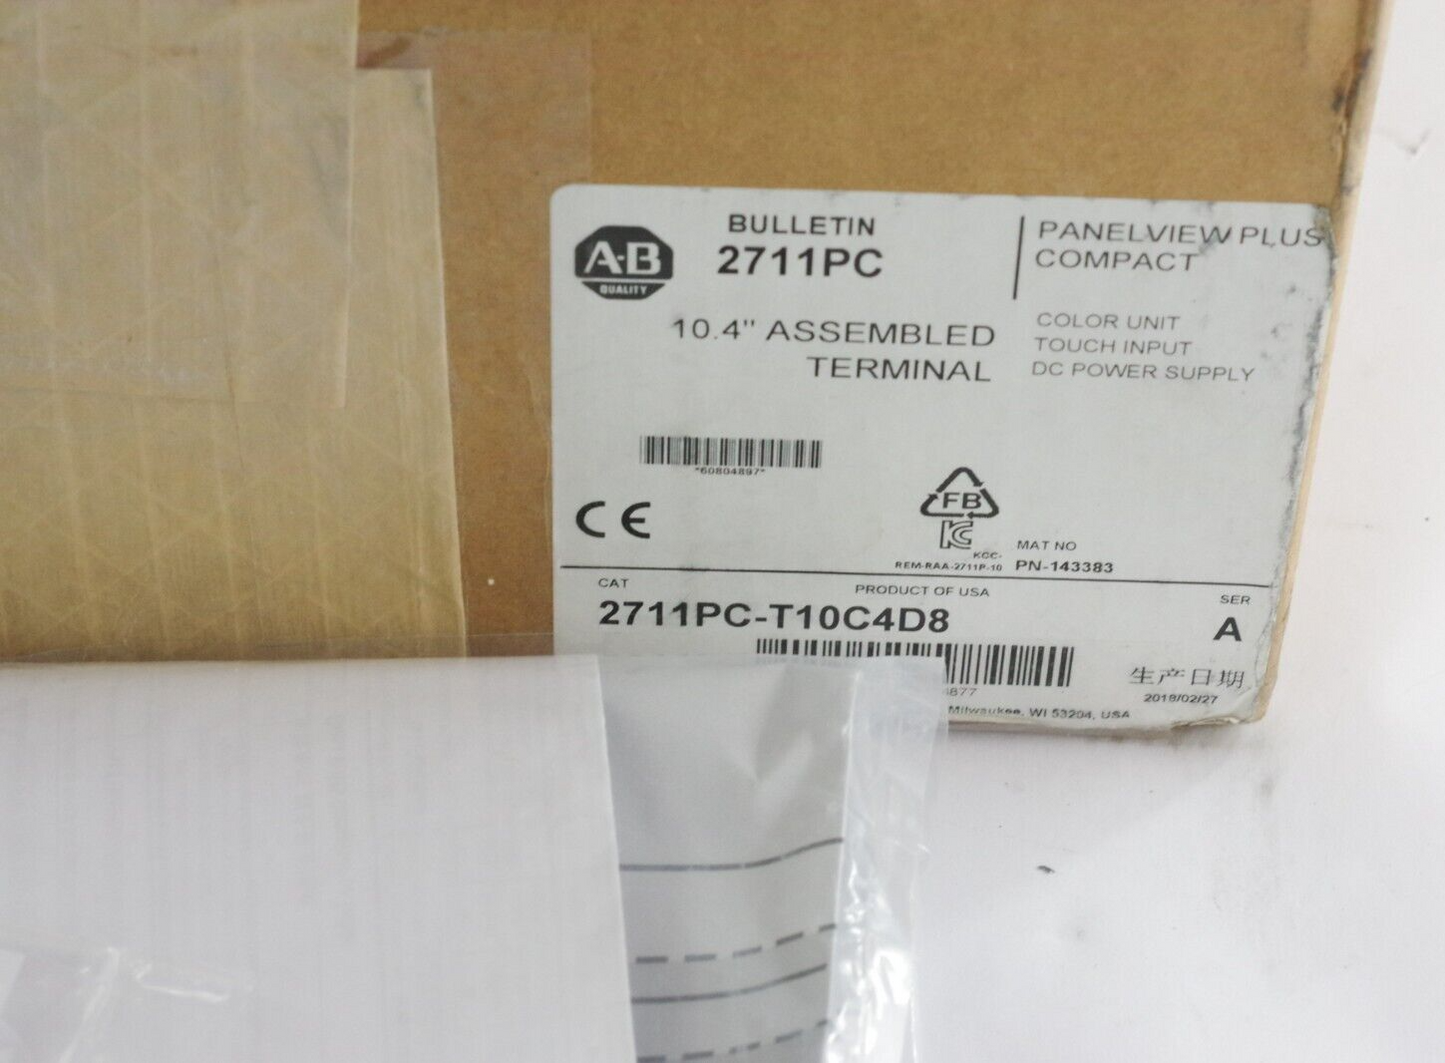 A-B
QUALITY
BULLETIN
2711PC
PANELVIEW PLUS
COMPACT
10.4" ASSEMBLED
TERMINAL
COLOR UNIT
TOUCH INPUT
DC POWER SUPPLY
*60804897*
CE
FB
KCC-
REM-RAA-2711P-10
MAT NO
PN-143383
CAT
PRODUCT OF USA
SER
2711PC-T10C4D8
A
生产日期
2018/02/27
4877
Milwaukee, WI 53204, USA